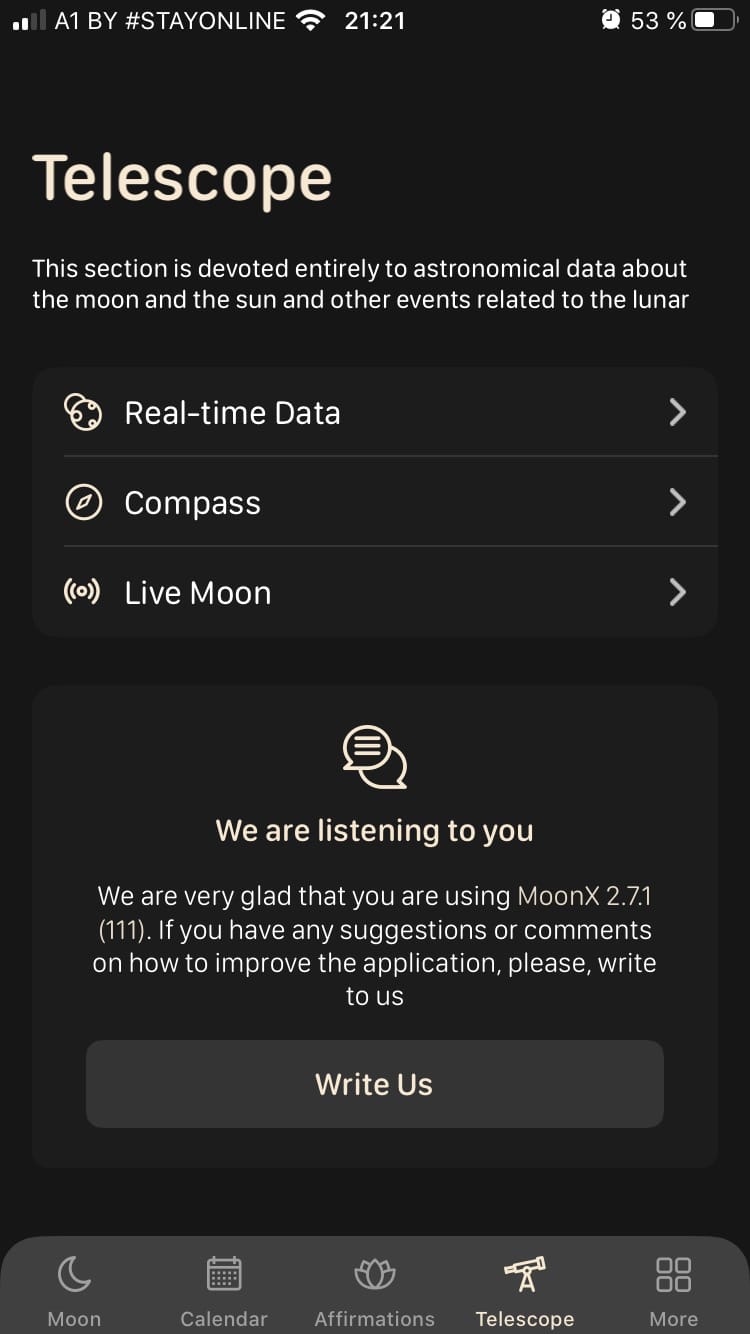 A1 BY #STAYONLINE 21:21 53 %
Telescope
This section is devoted entirely to astronomical data about
the moon and the sun and other events related to the lunar
Real-time Data
Compass
Live Moon
We are listening to you
We are very glad that you are using MoonX 2.7.1
(111). If you have any suggestions or comments
on how to improve the application, please, write
to us
Write Us
Moon Calendar Affirmations Telescope More